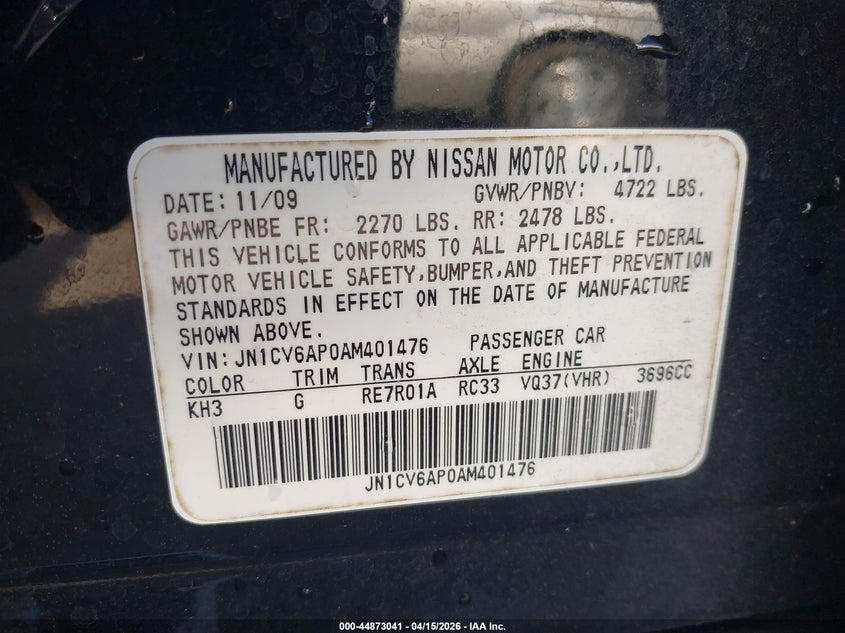 MANUFACTURED BY NISSAN MOTOR CO.,LTD.
DATE: 11/09 GVWR/PNBV: 4722 LBS.
GAWR/PNBE FR: 2270 LBS. RR: 2478 LBS.
THIS VEHICLE CONFORMS TO ALL APPLICABLE FEDERAL
MOTOR VEHICLE SAFETY,BUMPER,AND THEFT PREVENTION
STANDARDS IN EFFECT ON THE DATE OF MANUFACTURE
SHOWN ABOVE.
VIN: JN1CV6AP0AM401476 PASSENGER CAR
COLOR TRIM TRANS AXLE ENGINE
KH3 G RE7R01A RC33 VQ37(VHR) 3696CC
JN1CV6AP0AM401476
000-44873041 - 04/15/2026 - IAA Inc.